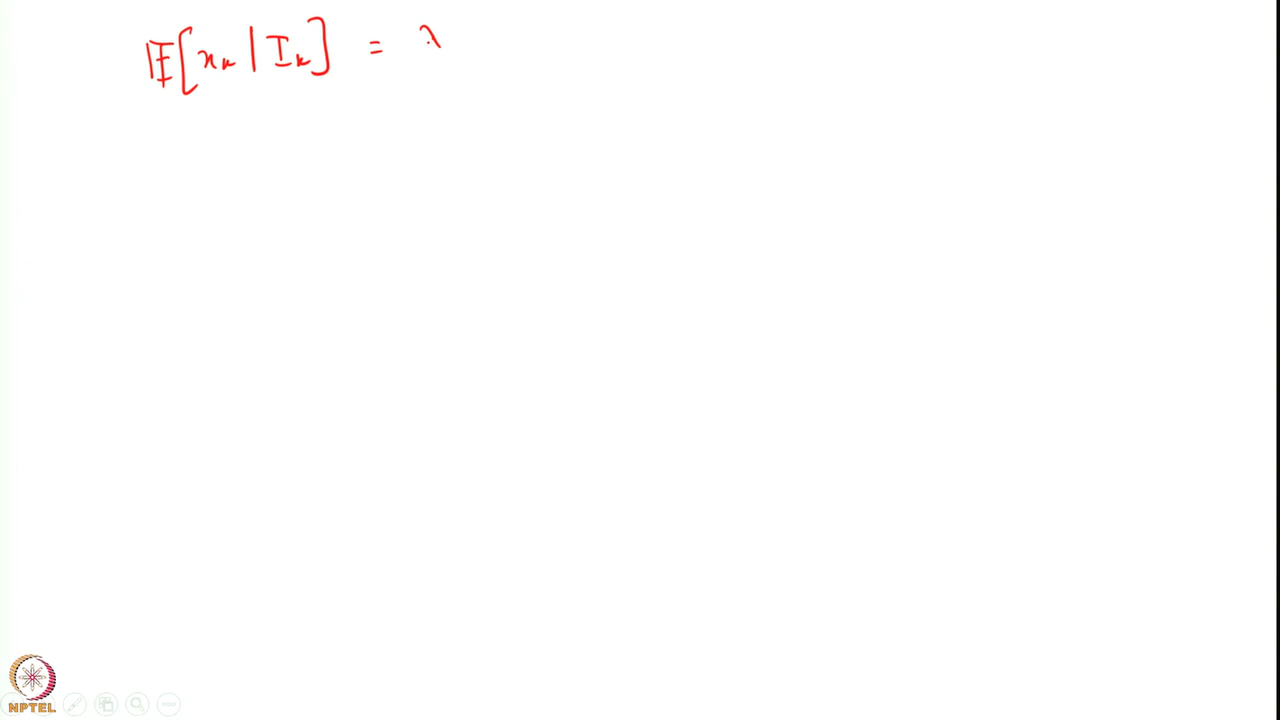 𝔼[x_k | I_k] =
NPTEL